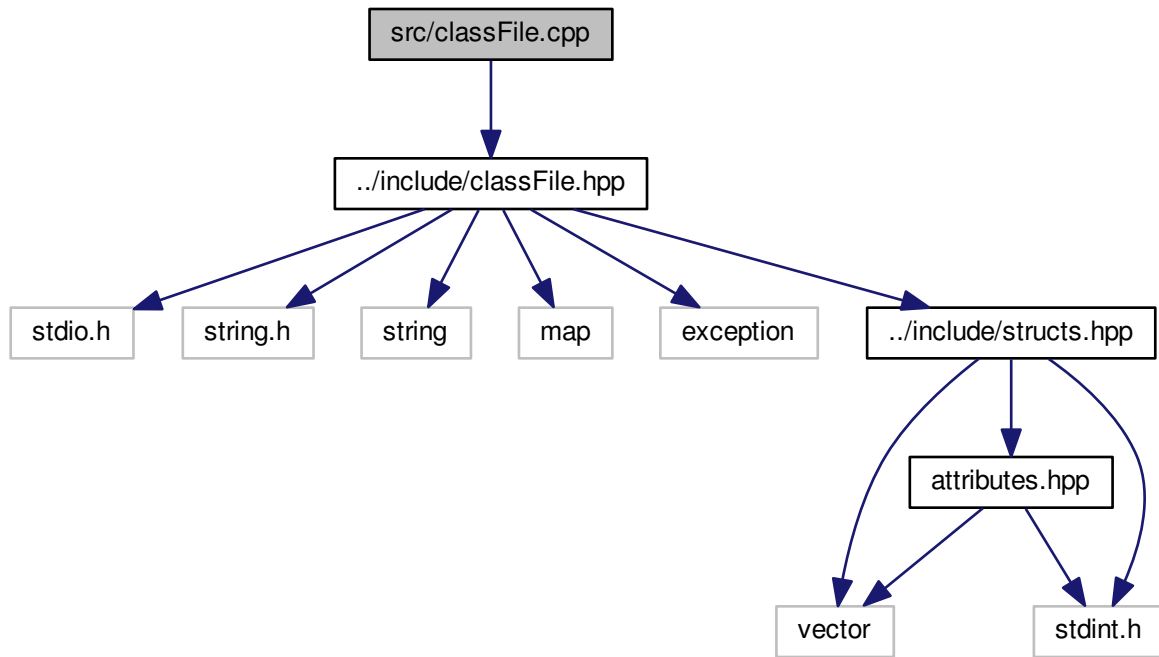 src/classFile.cpp
../include/classFile.hpp
stdio.h
string.h
string
map
exception
../include/structs.hpp
attributes.hpp
vector
stdint.h